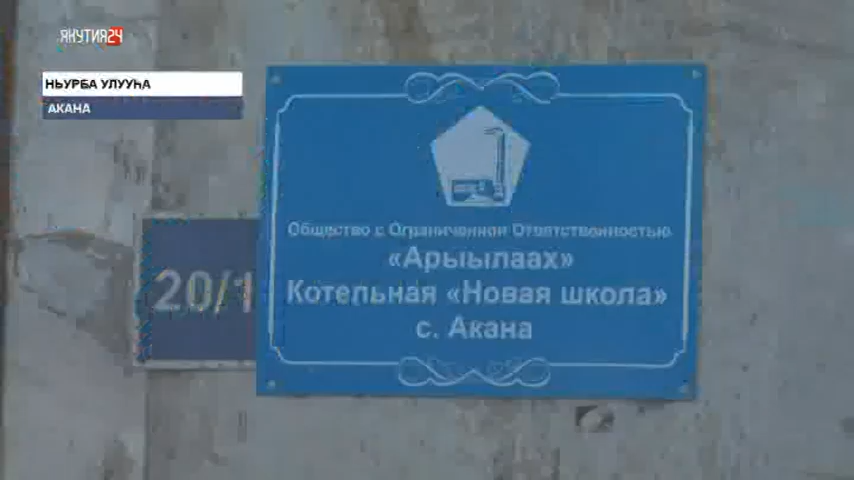 ЯКУТИЯ24
НЬУРБА УЛУУҺА
АКАНА
20/1
Общество с Ограниченной Ответственностью
«Арыылаах»
Котельная «Новая школа»
с. Акана